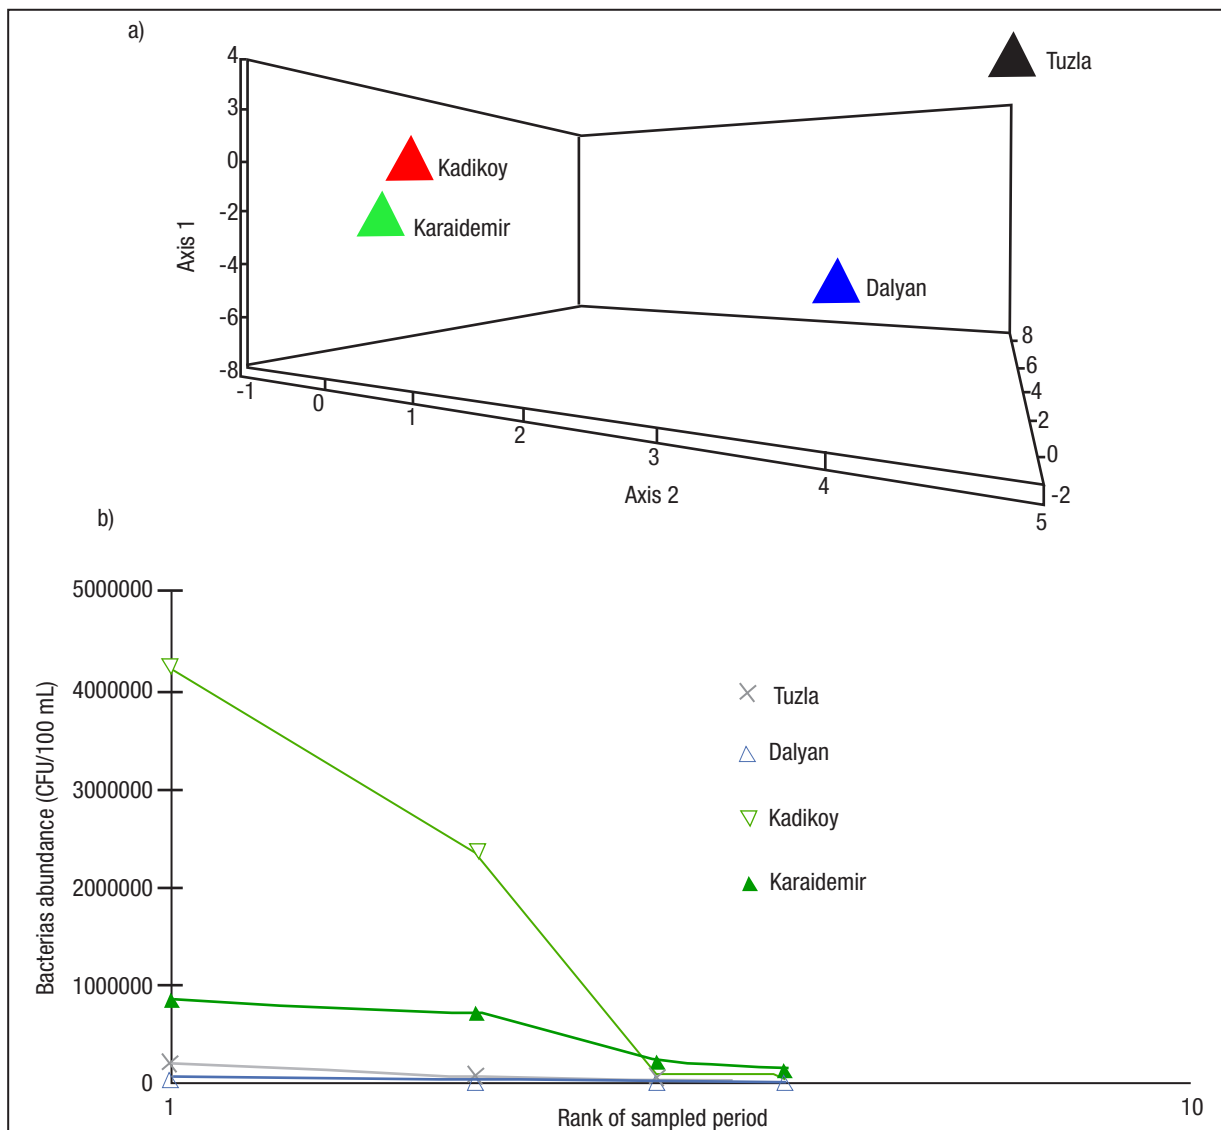 a)
Tuzla
Kadikoy
Karaidemir
Dalyan
Axis 1
4
3
0
-2
-4
-6
-8
-1
0
1
2
3
4
5
Axis 2
8
6
4
2
0
-2
b)
Bacterias abundance (CFU/100 mL)
5000000
4000000
3000000
2000000
1000000
0
Tuzla
Dalyan
Kadikoy
Karaidemir
1
10
Rank of sampled period